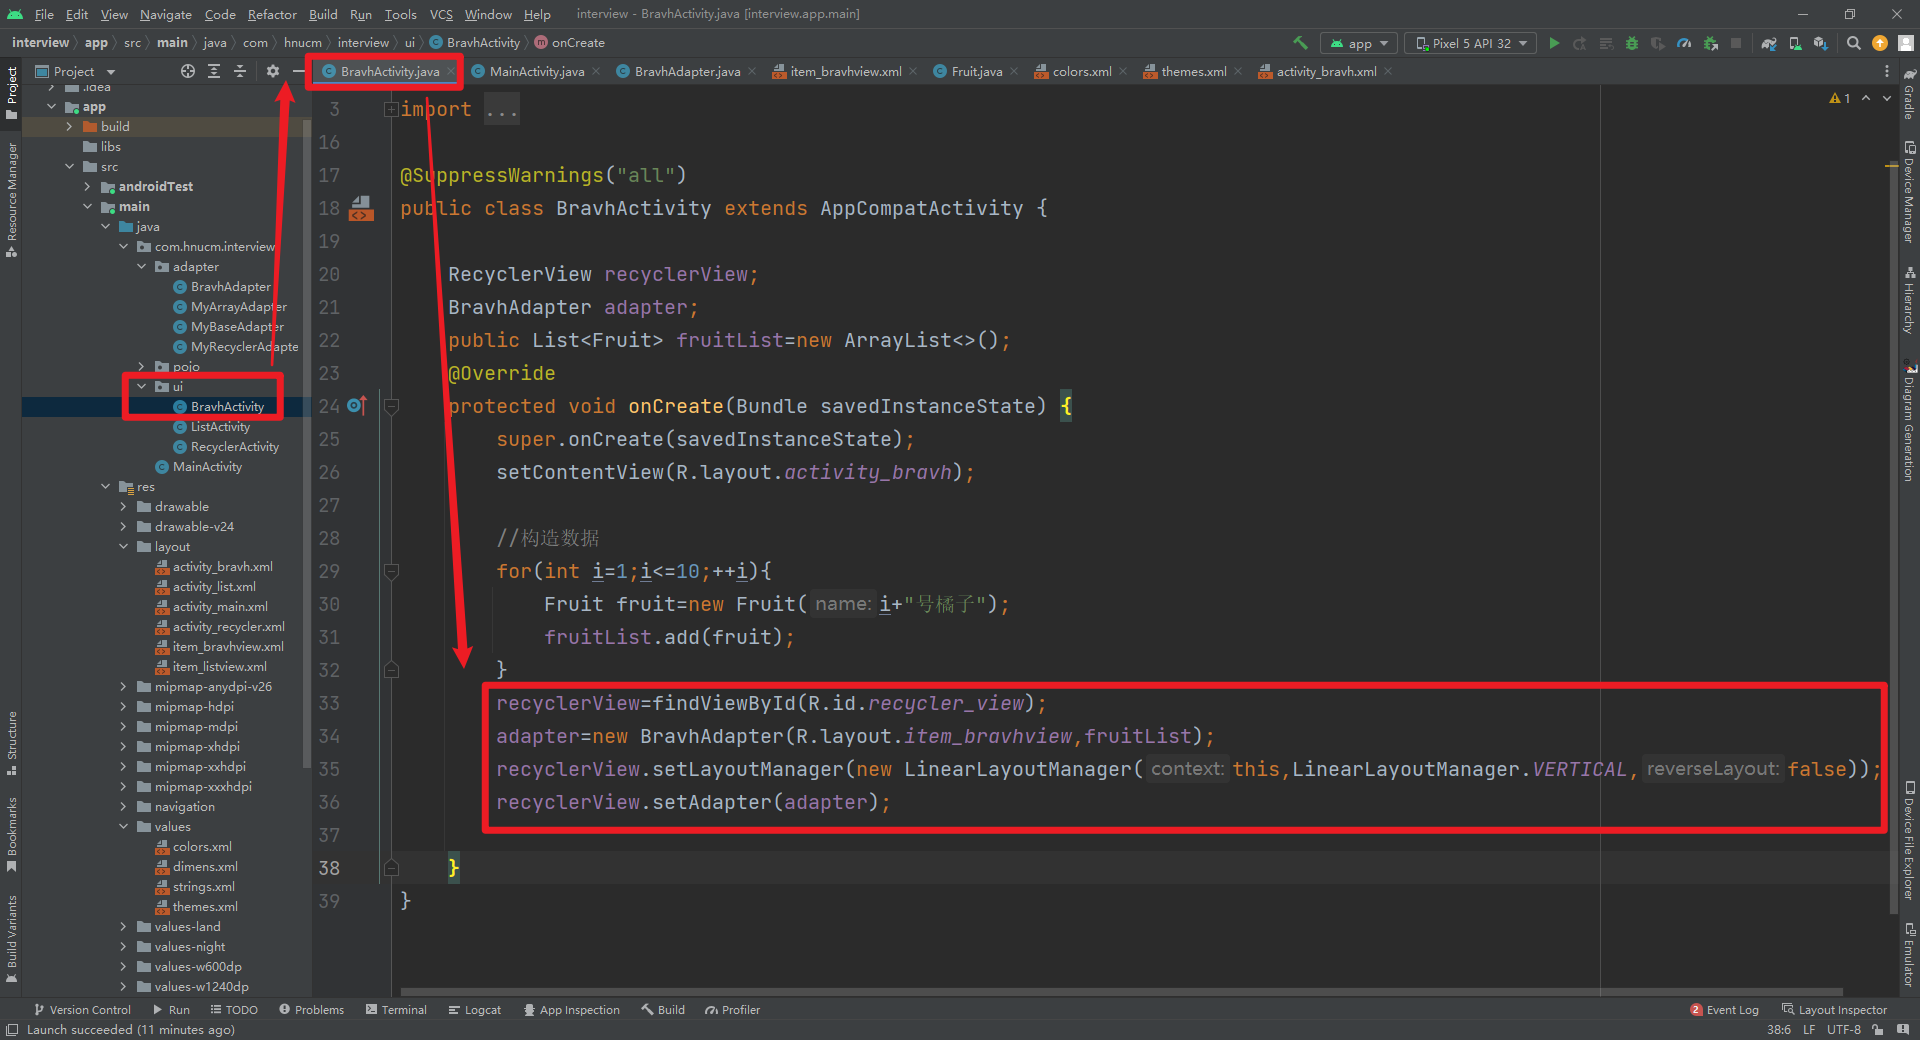 File Edit View Navigate Code Refactor Build Run Tools VCS Window Help interview - BravhActivity.java [interview.app.main]
interview app src main java com hnucm interview ui BravhActivity onCreate app Pixel 5 API 32
Project BravhActivity.java MainActivity.java BravhAdapter.java item_bravhview.xml Fruit.java colors.xml themes.xml activity_bravh.xml
Project
Resource Manager
Structure
Bookmarks
Build Variants
.idea
app
build
libs
src
androidTest
main
java
com.hnucm.interview
adapter
BravhAdapter
MyArrayAdapter
MyBaseAdapter
MyRecyclerAdapte
pojo
ui
BravhActivity
ListActivity
RecyclerActivity
MainActivity
res
drawable
drawable-v24
layout
activity_bravh.xml
activity_list.xml
activity_main.xml
activity_recycler.xml
item_bravhview.xml
item_listview.xml
mipmap-anydpi-v26
mipmap-hdpi
mipmap-mdpi
mipmap-xhdpi
mipmap-xxhdpi
mipmap-xxxhdpi
navigation
values
colors.xml
dimens.xml
strings.xml
themes.xml
values-land
values-night
values-w600dp
values-w1240dp
1
3 import ...
16
17 @SuppressWarnings("all")
18 public class BravhActivity extends AppCompatActivity {
19
20 RecyclerView recyclerView;
21 BravhAdapter adapter;
22 public List<Fruit> fruitList=new ArrayList<>();
23 @Override
24 protected void onCreate(Bundle savedInstanceState) {
25 super.onCreate(savedInstanceState);
26 setContentView(R.layout.activity_bravh);
27
28 //构造数据
29 for(int i=1;i<=10;++i){
30 Fruit fruit=new Fruit( name: i+"号橘子");
31 fruitList.add(fruit);
32 }
33 recyclerView=findViewById(R.id.recycler_view);
34 adapter=new BravhAdapter(R.layout.item_bravhview,fruitList);
35 recyclerView.setLayoutManager(new LinearLayoutManager( context: this,LinearLayoutManager.VERTICAL, reverseLayout: false));
36 recyclerView.setAdapter(adapter);
37
38 }
39 }
Gradle
Device Manager
Hierarchy
Diagram Generation
Device File Explorer
Emulator
Version Control Run TODO Problems Terminal Logcat App Inspection Build Profiler 2 Event Log Layout Inspector
Launch succeeded (11 minutes ago) 38:6 LF UTF-8